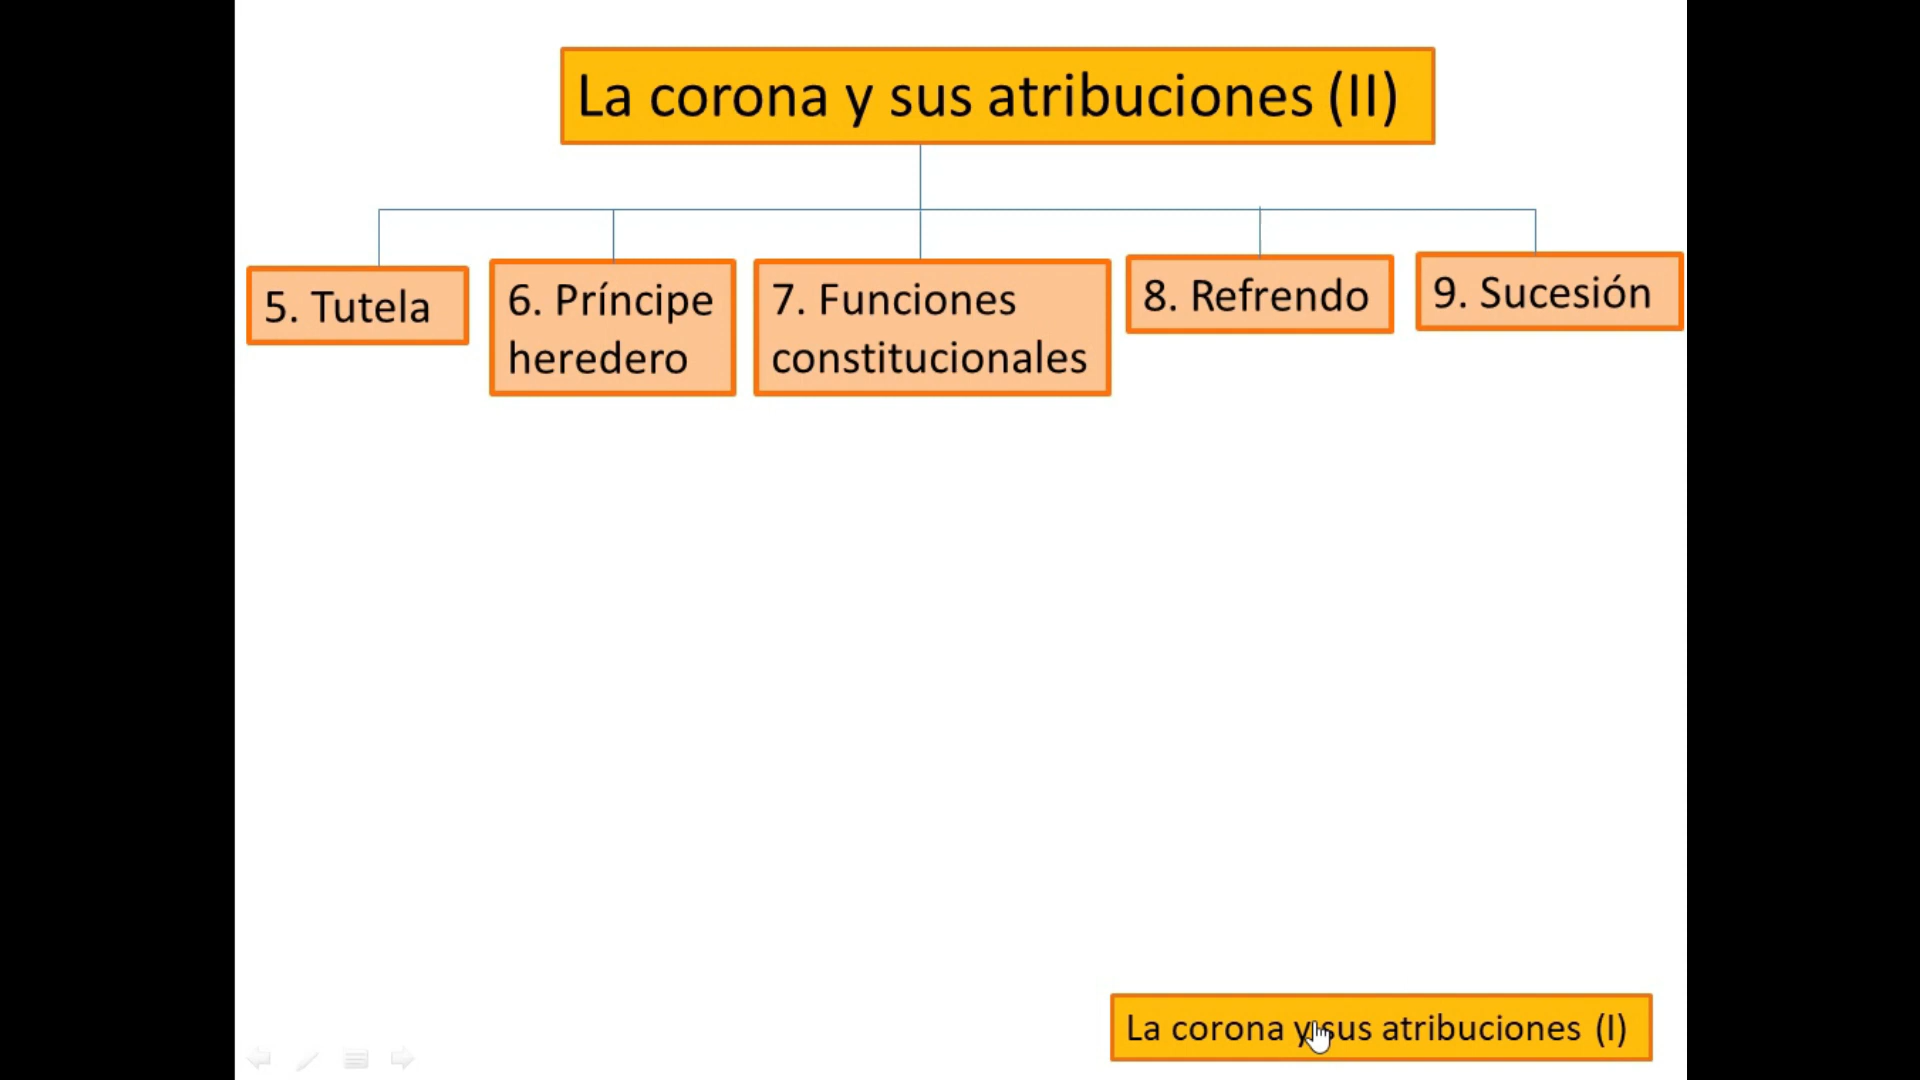 La corona y sus atribuciones (II)
5. Tutela
6. Príncipe
heredero
7. Funciones
constitucionales
8. Refrendo
9. Sucesión
La corona y sus atribuciones (I)